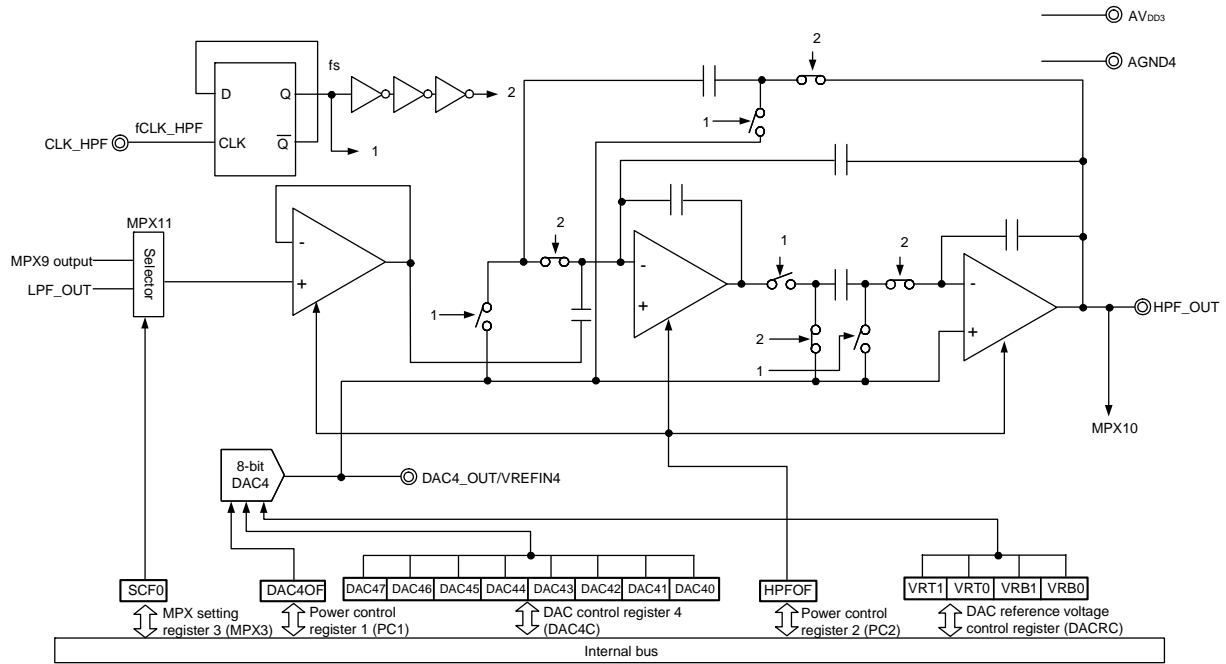 AVDD3
AGND4
2
fs
D
Q
2
CLK_HPF
fCLK_HPF
CLK
Q
1
1
MPX11
MPX9 output
LPF_OUT
Selector
-
+
2
1
-
+
1
2
2
1
-
+
HPF_OUT
MPX10
8-bit
DAC4
DAC4_OUT/VREFIN4
SCF0
DAC4OF
DAC47
DAC46
DAC45
DAC44
DAC43
DAC42
DAC41
DAC40
HPFOF
VRT1
VRT0
VRB1
VRB0
MPX setting
register 3 (MPX3)
Power control
register 1 (PC1)
DAC control register 4
(DAC4C)
Power control
register 2 (PC2)
DAC reference voltage
control register (DACRC)
Internal bus